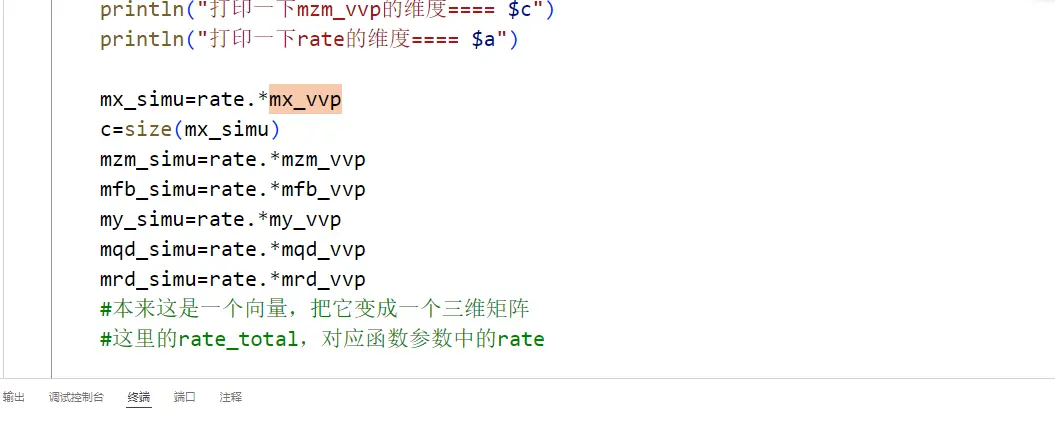 println("打印一下mzm_vvp的维度==== $c")
println("打印一下rate的维度==== $a")
mx_simu=rate.*mx_vvp
c=size(mx_simu)
mzm_simu=rate.*mzm_vvp
mfb_simu=rate.*mfb_vvp
my_simu=rate.*my_vvp
mqd_simu=rate.*mqd_vvp
mrd_simu=rate.*mrd_vvp
#本来这是一个向量，把它变成一个三维矩阵
#这里的rate_total，对应函数参数中的rate
输出 调试控制台 终端 端口 注释